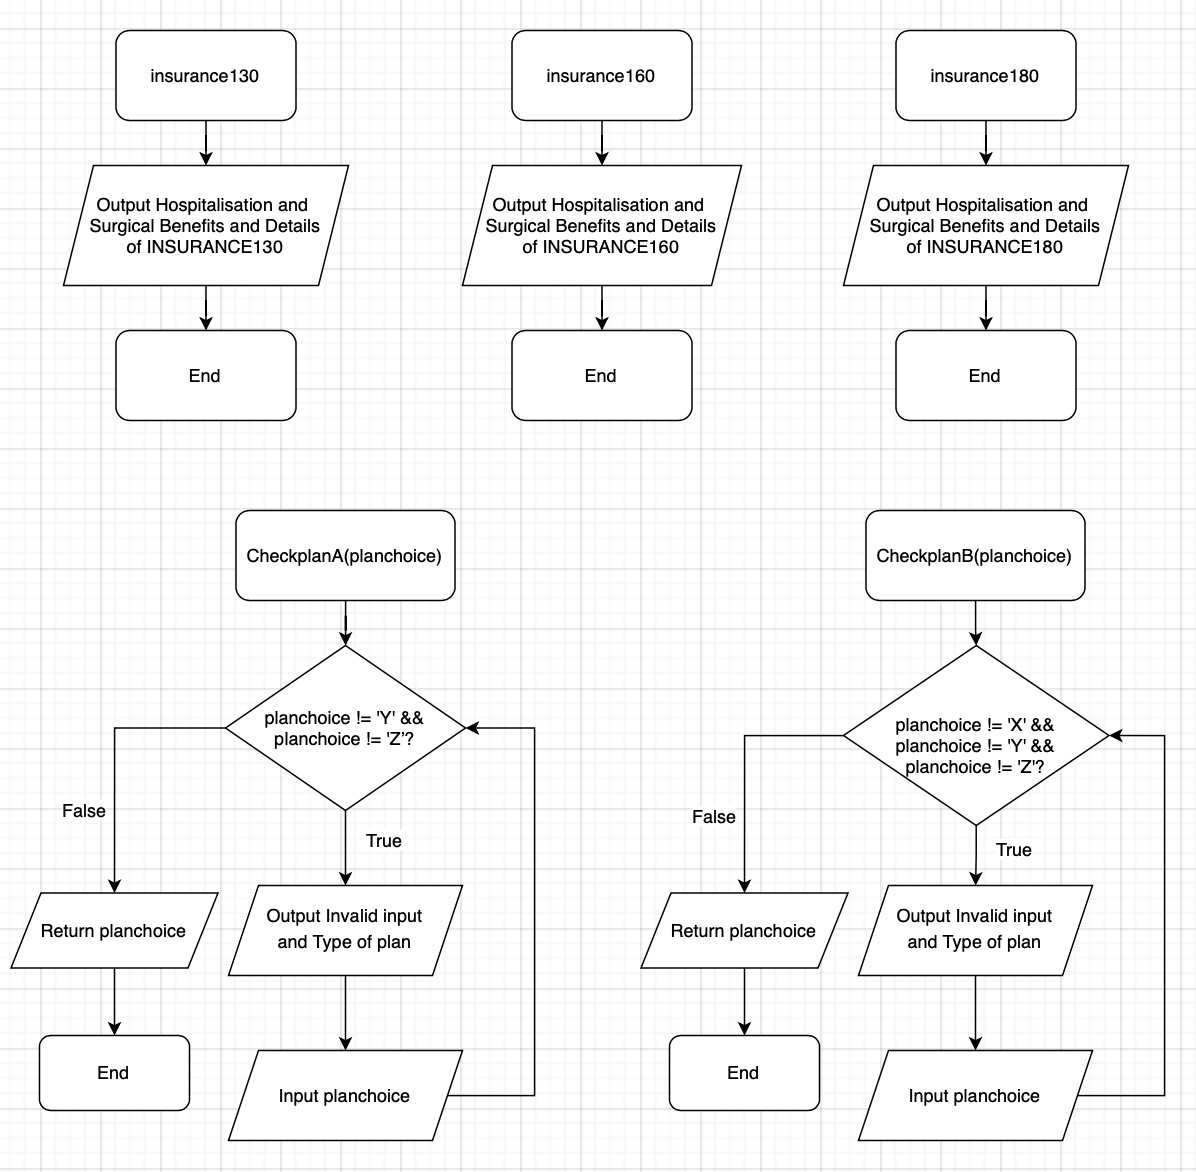 insurance130
insurance160
insurance180
Output Hospitalisation and
Surgical Benefits and Details
of INSURANCE130
Output Hospitalisation and
Surgical Benefits and Details
of INSURANCE160
Output Hospitalisation and
Surgical Benefits and Details
of INSURANCE180
End
End
End
CheckplanA(planchoice)
planchoice != 'Y' &&
planchoice != 'Z'?
False
True
Return planchoice
Output Invalid input
and Type of plan
End
Input planchoice
CheckplanB(planchoice)
planchoice != 'X' &&
planchoice != 'Y' &&
planchoice != 'Z'?
False
True
Return planchoice
Output Invalid input
and Type of plan
End
Input planchoice